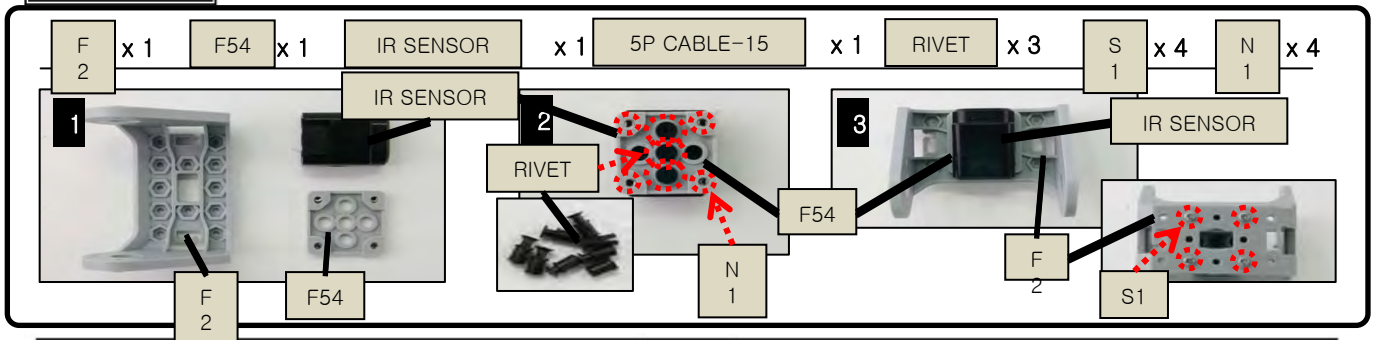 F
2
x 1
F54
x 1
IR SENSOR
x 1
5P CABLE-15
x 1
RIVET
x 3
S
1
x 4
N
1
x 4
1
IR SENSOR
F
2
F54
2
RIVET
N
1
F54
3
IR SENSOR
F
2
S1